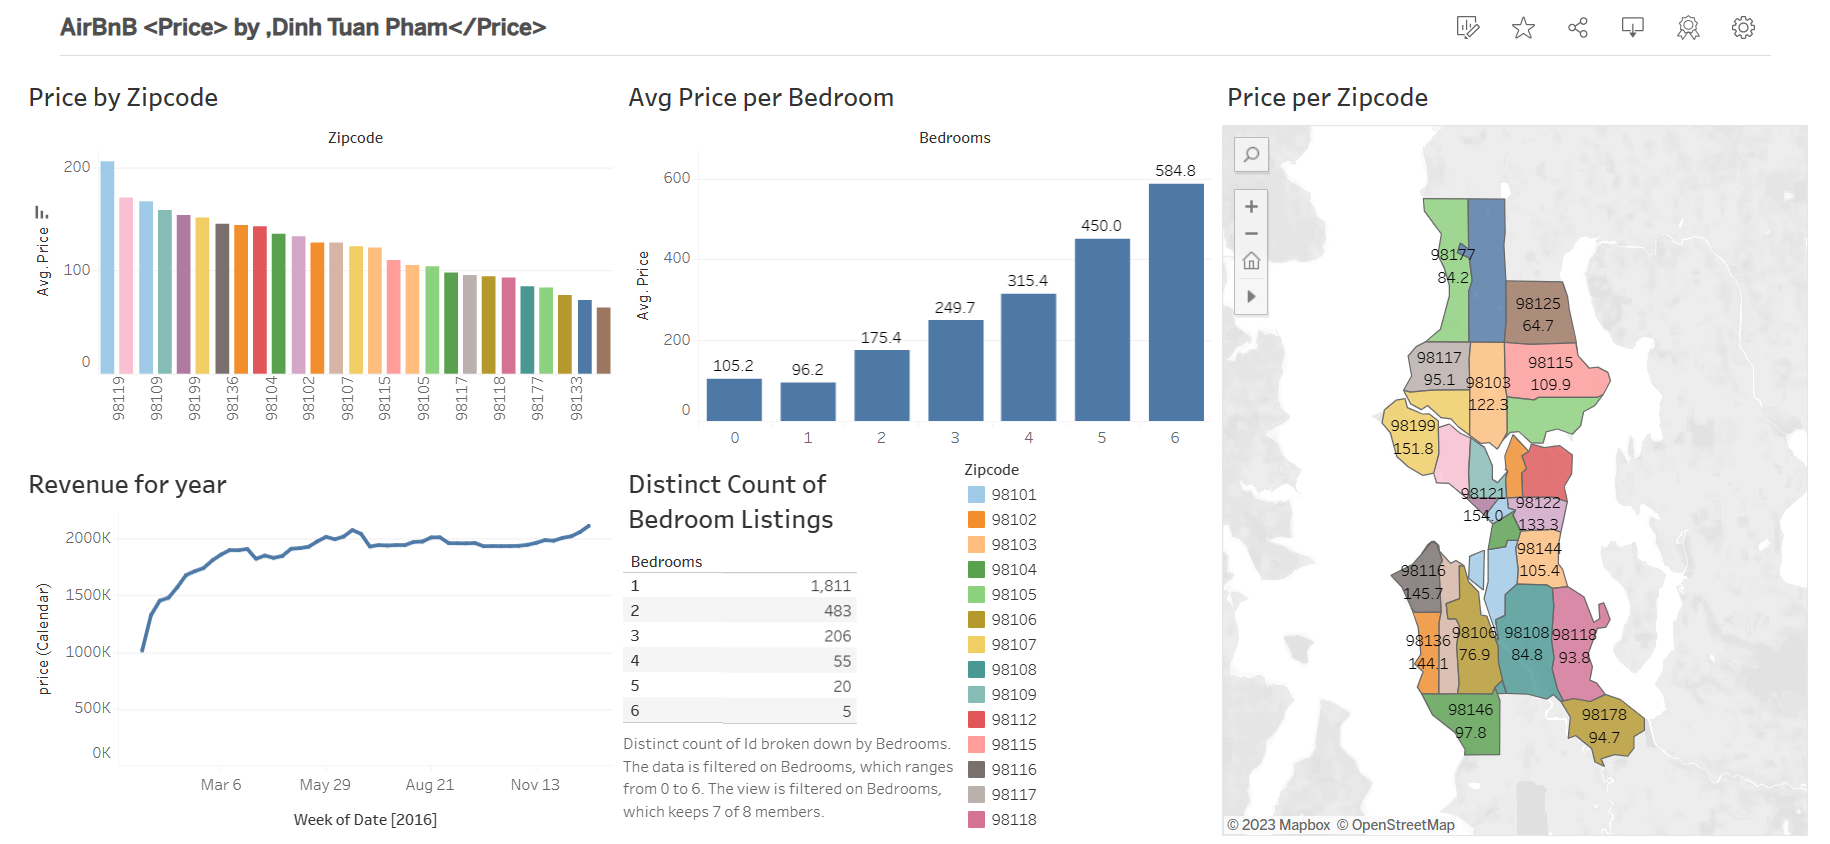 AirBnB <Price> by ,Dinh Tuan Pham</Price>
Price by Zipcode
Zipcode
Avg. Price
200
100
0
98119
98109
98199
98136
98104
98102
98107
98115
98105
98117
98118
98177
98133
Avg Price per Bedroom
Bedrooms
Avg. Price
600
400
200
0
105.2
96.2
175.4
249.7
315.4
450.0
584.8
0 1 2 3 4 5 6
Revenue for year
price (Calendar)
2000K
1500K
1000K
500K
0K
Mar 6 May 29 Aug 21 Nov 13
Week of Date [2016]
Distinct Count of
Bedroom Listings
Bedrooms
1 1,811
2 483
3 206
4 55
5 20
6 5
Distinct count of Id broken down by Bedrooms.
The data is filtered on Bedrooms, which ranges
from 0 to 6. The view is filtered on Bedrooms,
which keeps 7 of 8 members.
Zipcode
98101
98102
98103
98104
98105
98106
98107
98108
98109
98112
98115
98116
98117
98118
Price per Zipcode
98177
84.2
98125
64.7
98117
95.1
98103
122.3
98115
109.9
98199
151.8
98121
154.0
98122
133.3
98144
105.4
98116
145.7
98136
144.1
98106
76.9
98108
84.8
98118
93.8
98146
97.8
98178
94.7
© 2023 Mapbox © OpenStreetMap